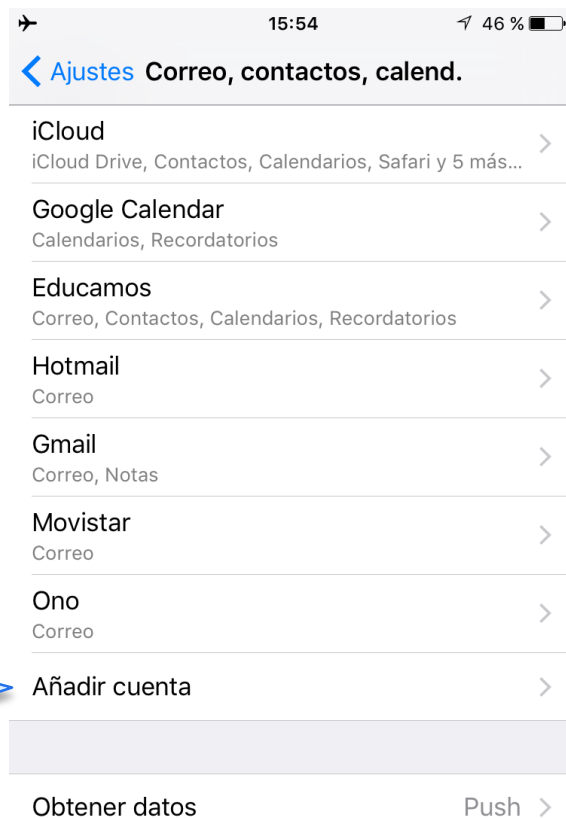 15:54 46 %
Ajustes Correo, contactos, calend.
iCloud
iCloud Drive, Contactos, Calendarios, Safari y 5 más...
Google Calendar
Calendarios, Recordatorios
Educamos
Correo, Contactos, Calendarios, Recordatorios
Hotmail
Correo
Gmail
Correo, Notas
Movistar
Correo
Ono
Correo
Añadir cuenta
Obtener datos Push